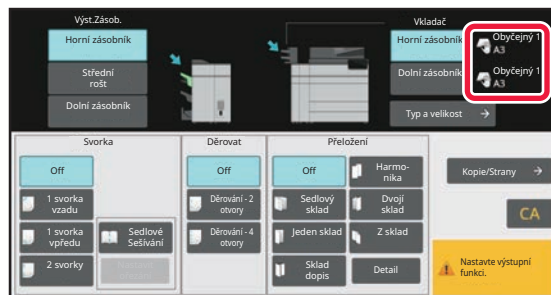 Výst.Zásob.
Horní zásobník
Střední
rošt
Dolní zásobník
Vkladač
Horní zásobník
Obyčejný 1
A3
Dolní zásobník
Obyčejný 1
A3
Typ a velikost
Svorka
Off
1 svorka
vzadu
1 svorka
vpředu
Sedlové
Sešívání
2 svorky
Děrovat
Off
Děrování - 2
otvory
Děrování - 4
otvory
Přeložení
Off
Harmo-
nika
Sedlový
sklad
Dvojí
sklad
Jeden sklad
Z sklad
Sklad
dopis
Detail
Kopie/Strany
CA
Nastavte výstupní
funkci.